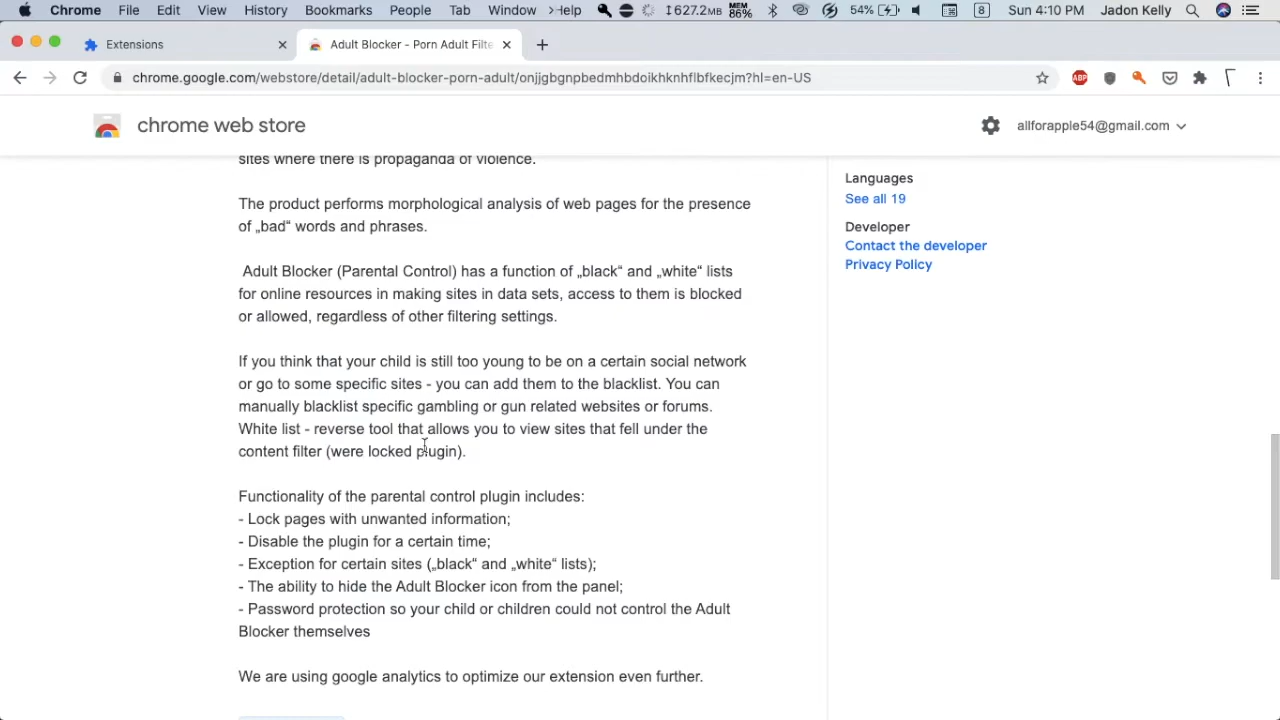 Chrome File Edit View History Bookmarks People Tab Window Help 627.2MB MEM 86% 54% 8 Sun 4:10 PM Jadon Kelly
Extensions
Adult Blocker - Porn Adult Filte
chrome.google.com/webstore/detail/adult-blocker-porn-adult/onjjgbgnpbedmhbdoikhknhflbfkecjm?hl=en-US
ABP
chrome web store
allforapple54@gmail.com
sites where there is propaganda of violence.
The product performs morphological analysis of web pages for the presence
of „bad“ words and phrases.
Adult Blocker (Parental Control) has a function of „black“ and „white“ lists
for online resources in making sites in data sets, access to them is blocked
or allowed, regardless of other filtering settings.
If you think that your child is still too young to be on a certain social network
or go to some specific sites - you can add them to the blacklist. You can
manually blacklist specific gambling or gun related websites or forums.
White list - reverse tool that allows you to view sites that fell under the
content filter (were locked plugin).
Functionality of the parental control plugin includes:
- Lock pages with unwanted information;
- Disable the plugin for a certain time;
- Exception for certain sites („black“ and „white“ lists);
- The ability to hide the Adult Blocker icon from the panel;
- Password protection so your child or children could not control the Adult
Blocker themselves
We are using google analytics to optimize our extension even further.
Languages
See all 19
Developer
Contact the developer
Privacy Policy